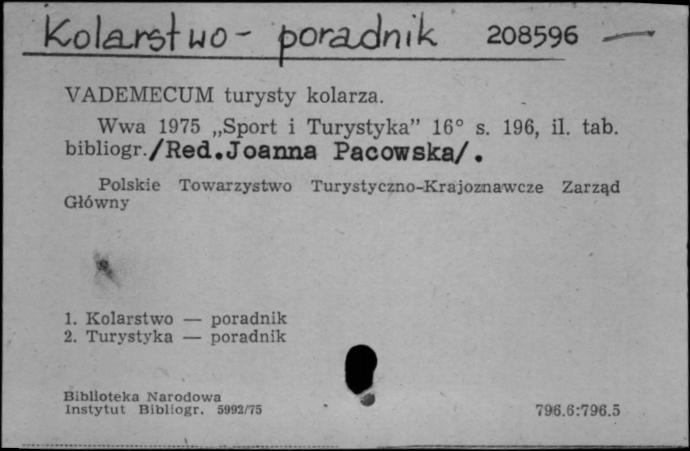 Kolarstwo - poradnik 208596 —
VADEMECUM turysty kolarza.
Wwa 1975 „Sport i Turystyka” 16° s. 196, il. tab.
bibliogr./Red.Joanna Pacowska/.
Polskie Towarzystwo Turystyczno-Krajoznawcze Zarząd
Główny
1. Kolarstwo — poradnik
2. Turystyka — poradnik
Biblioteka Narodowa
Instytut Bibliogr. 5992/75 796.6:796.5